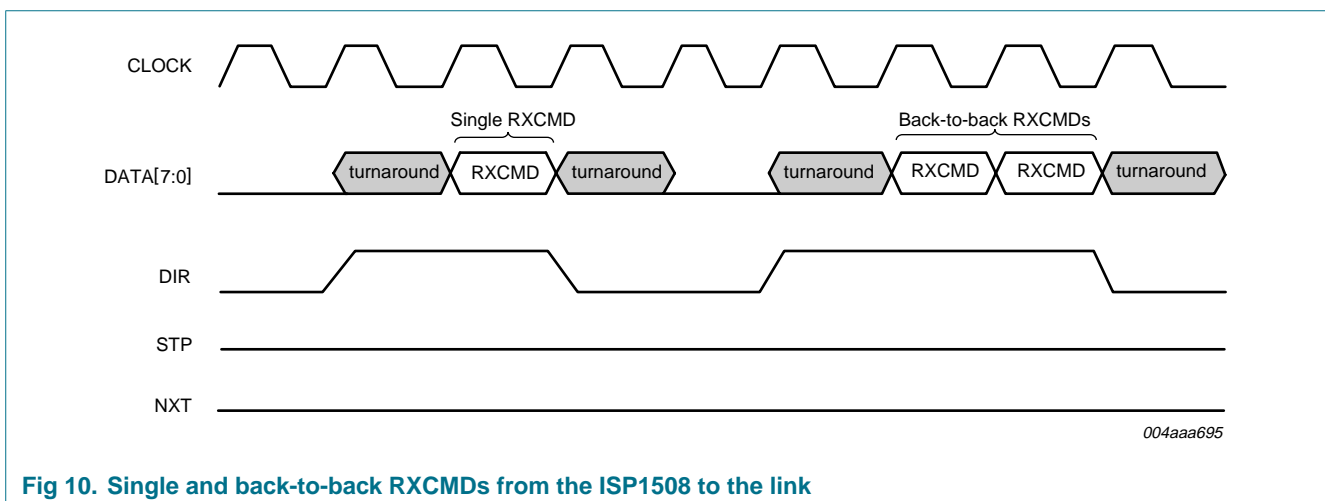 CLOCK
Single RXCMD
Back-to-back RXCMDs
DATA[7:0]
turnaround
RXCMD
turnaround
turnaround
RXCMD
RXCMD
turnaround
DIR
STP
NXT
004aaa695
Fig 10. Single and back-to-back RXCMDs from the ISP1508 to the link